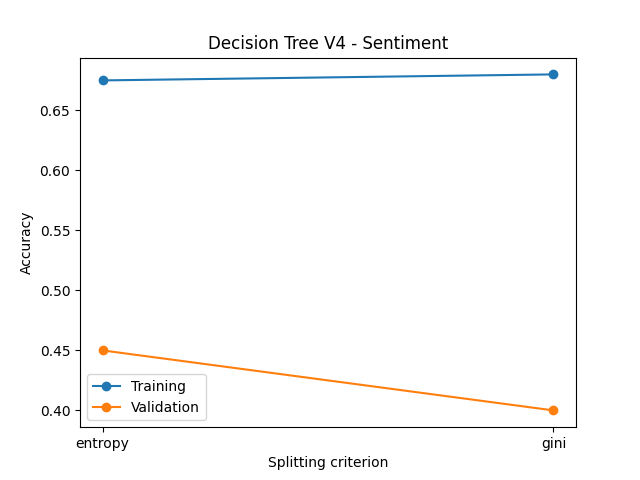 Decision Tree V4 - Sentiment
Accuracy
0.65
0.60
0.55
0.50
0.45
0.40
Training
Validation
entropy
gini
Splitting criterion